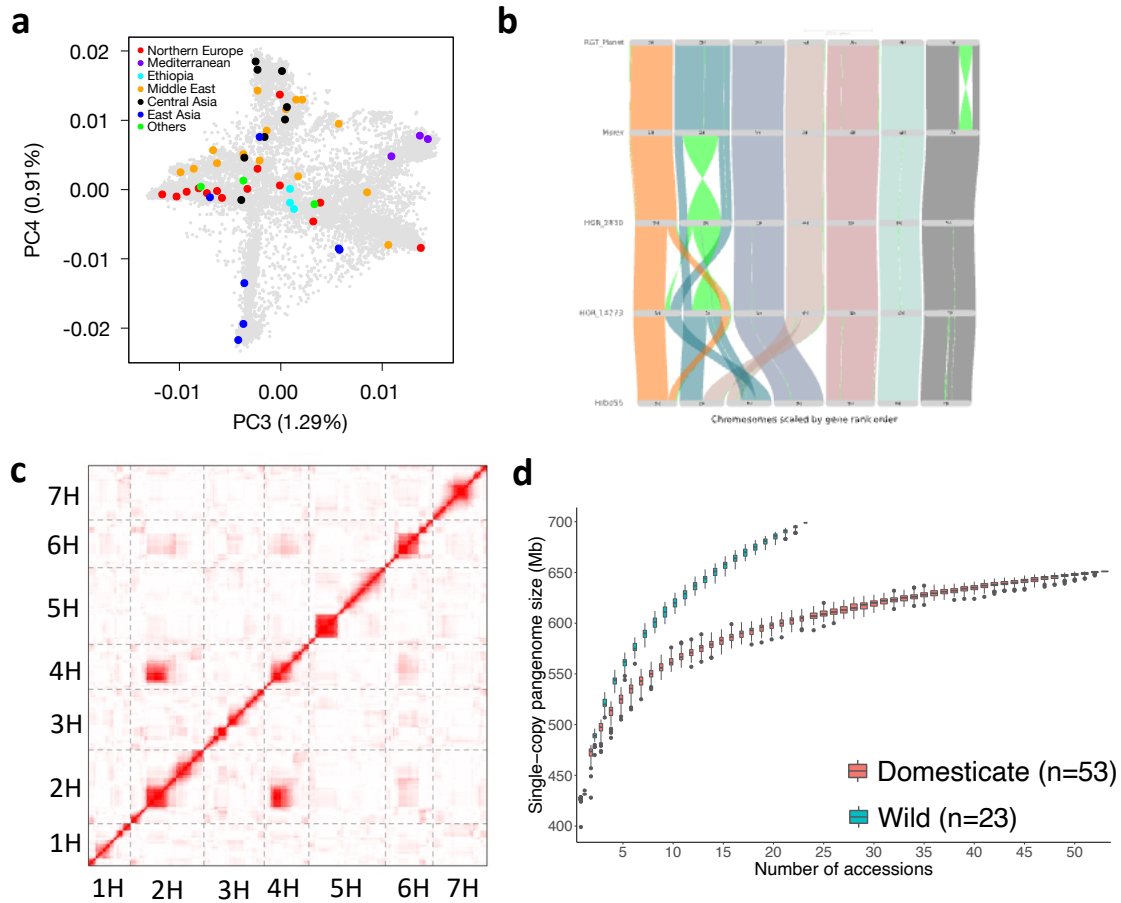 a
0.02
0.01
0.00
-0.01
-0.02
PC4 (0.91%)
Northern Europe
Mediterranean
Ethiopia
Middle East
Central Asia
East Asia
Others
-0.01 0.00 0.01
PC3 (1.29%)
b
RGT_Planet
Morex
HOR_14273
Chromosomes scaled by gene rank order
c
7H
6H
5H
4H
3H
2H
1H
1H 2H 3H 4H 5H 6H 7H
d
Single−copy pangenome size (Mb)
700
650
600
550
500
450
400
Domesticate (n=53)
Wild (n=23)
5 10 15 20 25 30 35 40 45 50
Number of accessions